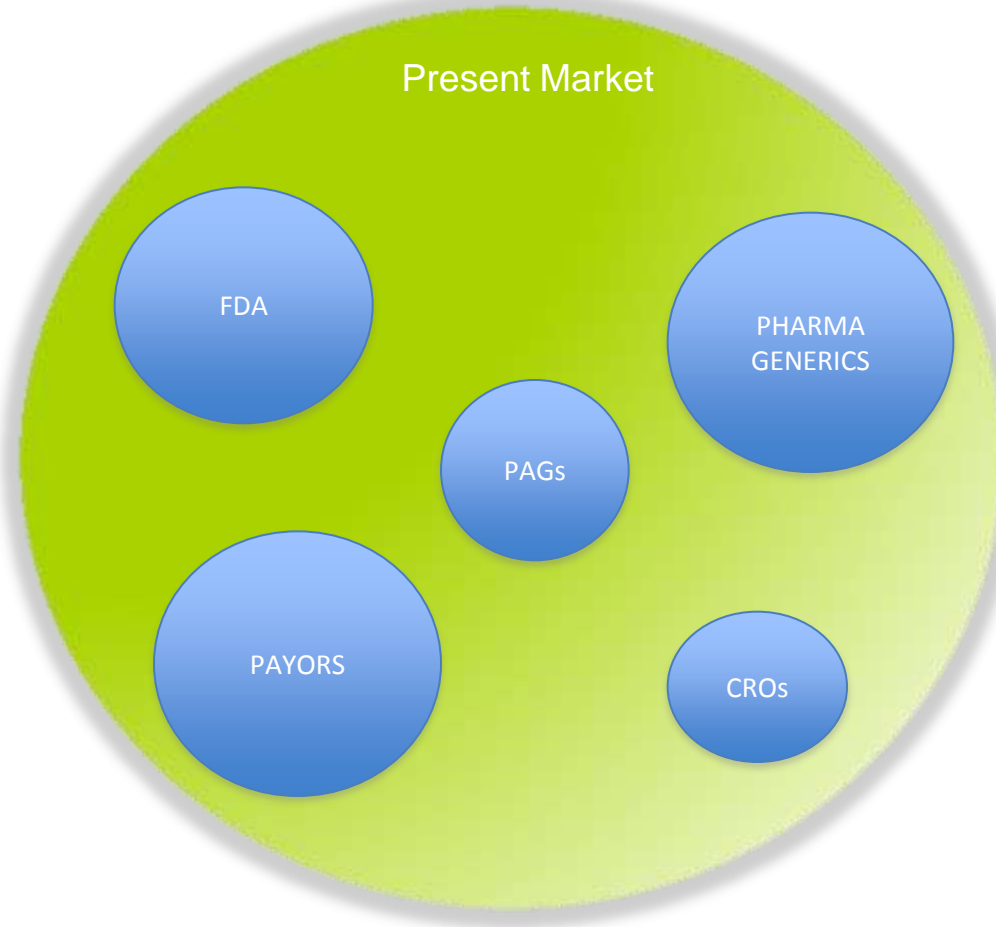 Present Market
FDA
PHARMA
GENERICS
PAGs
PAYORS
CROs